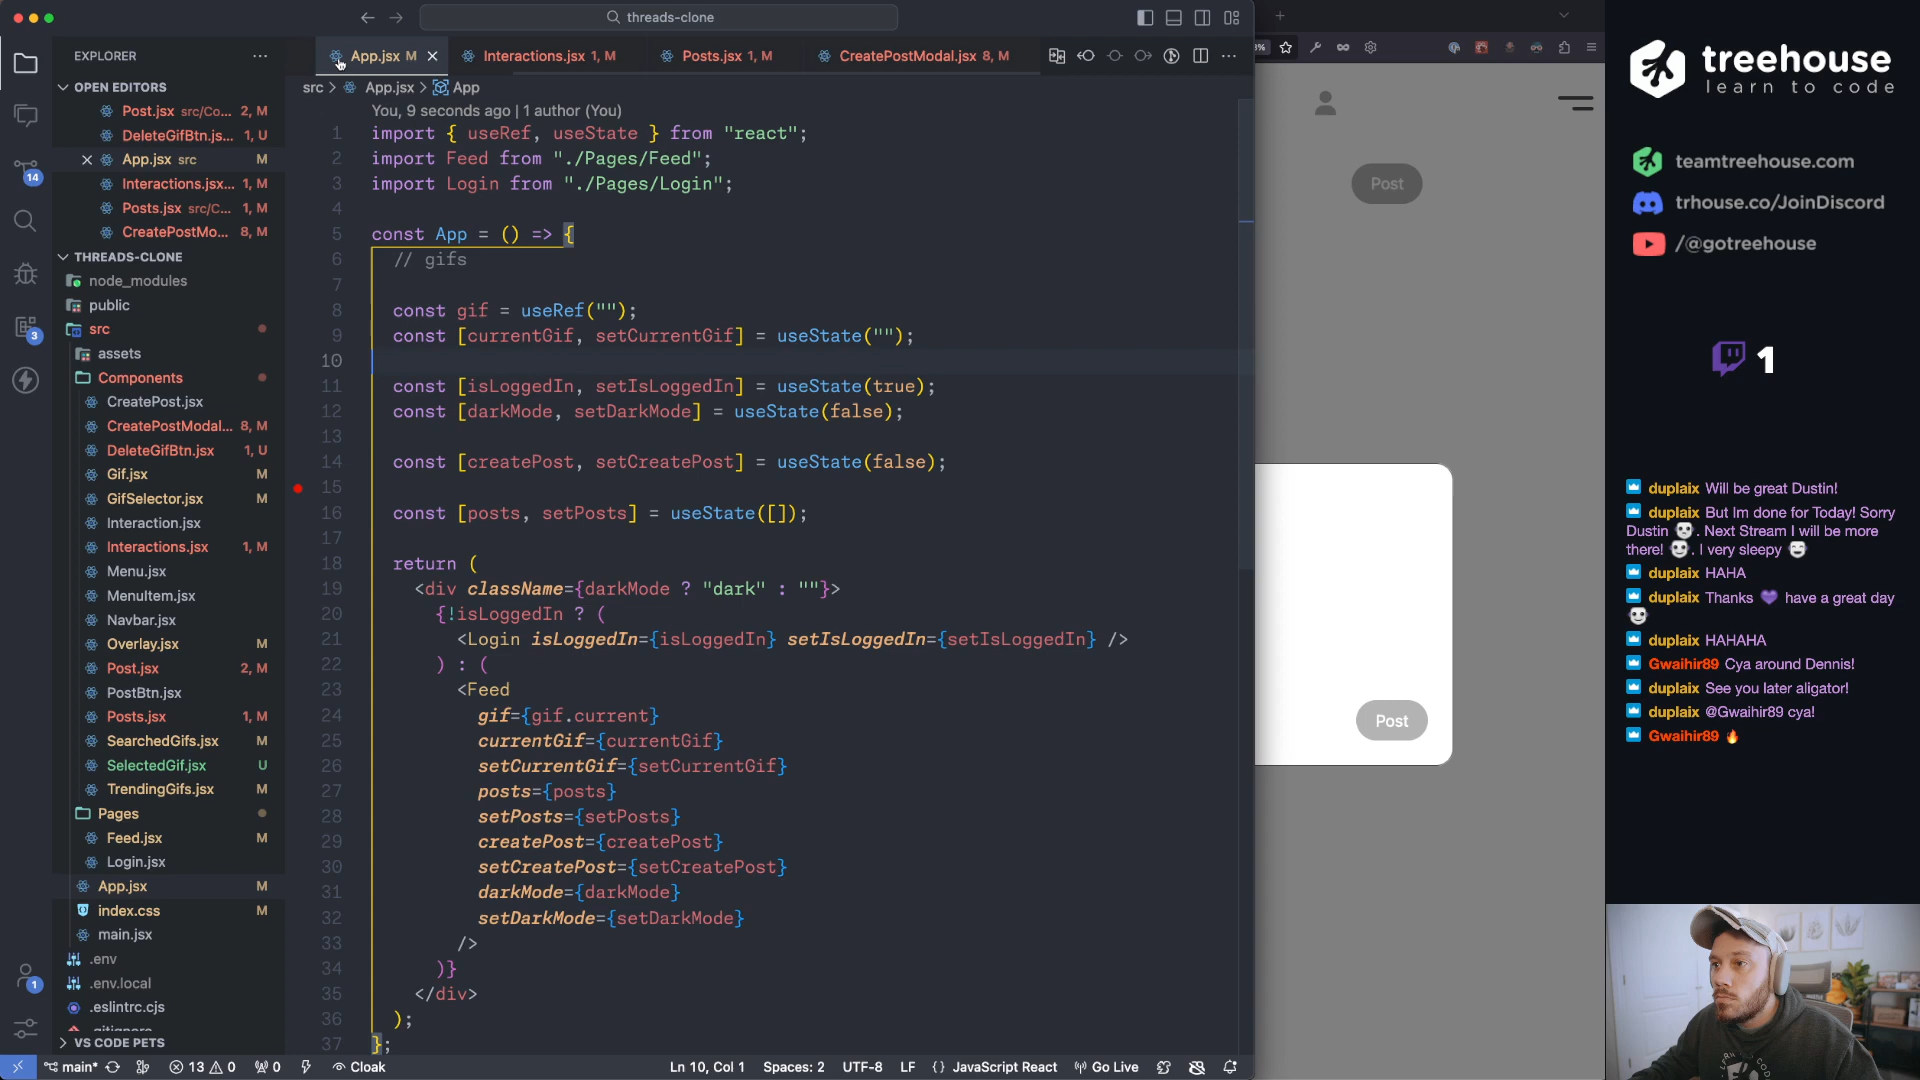 threads-clone
EXPLORER
OPEN EDITORS
Post.jsx src/Co... 2, M
DeleteGifBtn.js... 1, U
App.jsx src M
Interactions.jsx... 1, M
Posts.jsx src/C... 1, M
CreatePostMo... 8, M
THREADS-CLONE
node_modules
public
src
assets
Components
CreatePost.jsx
CreatePostModal... 8, M
DeleteGifBtn.jsx 1, U
Gif.jsx M
GifSelector.jsx M
Interaction.jsx
Interactions.jsx 1, M
Menu.jsx
MenuItem.jsx
Navbar.jsx
Overlay.jsx M
Post.jsx 2, M
PostBtn.jsx
Posts.jsx 1, M
SearchedGifs.jsx M
SelectedGif.jsx U
TrendingGifs.jsx M
Pages
Feed.jsx M
Login.jsx
App.jsx M
index.css M
main.jsx
.env
.env.local
.eslintrc.cjs
VS CODE PETS
14
3
1
App.jsx M
Interactions.jsx 1, M
Posts.jsx 1, M
CreatePostModal.jsx 8, M
src > App.jsx > App
You, 9 seconds ago | 1 author (You)
1 import { useRef, useState } from "react";
2 import Feed from "./Pages/Feed";
3 import Login from "./Pages/Login";
4
5 const App = () => {
6 // gifs
7
8 const gif = useRef("");
9 const [currentGif, setCurrentGif] = useState("");
10
11 const [isLoggedIn, setIsLoggedIn] = useState(true);
12 const [darkMode, setDarkMode] = useState(false);
13
14 const [createPost, setCreatePost] = useState(false);
15
16 const [posts, setPosts] = useState([]);
17
18 return (
19 <div className={darkMode ? "dark" : ""}>
20 {!isLoggedIn ? (
21 <Login isLoggedIn={isLoggedIn} setIsLoggedIn={setIsLoggedIn} />
22 ) : (
23 <Feed
24 gif={gif.current}
25 currentGif={currentGif}
26 setCurrentGif={setCurrentGif}
27 posts={posts}
28 setPosts={setPosts}
29 createPost={createPost}
30 setCreatePost={setCreatePost}
31 darkMode={darkMode}
32 setDarkMode={setDarkMode}
33 />
34 )}
35 </div>
36 );
37 };
main* 13 0 0 Cloak
Ln 10, Col 1 Spaces: 2 UTF-8 LF {} JavaScript React Go Live
Post
Post
treehouse
learn to code
teamtreehouse.com
trhouse.co/JoinDiscord
/@gotreehouse
1
duplaix Will be great Dustin!
duplaix But Im done for Today! Sorry
Dustin . Next Stream I will be more
there! . I very sleepy
duplaix HAHA
duplaix Thanks 💜 have a great day
duplaix HAHAHA
Gwaihir89 Cya around Dennis!
duplaix See you later aligator!
duplaix @Gwaihir89 cya!
Gwaihir89 🔥